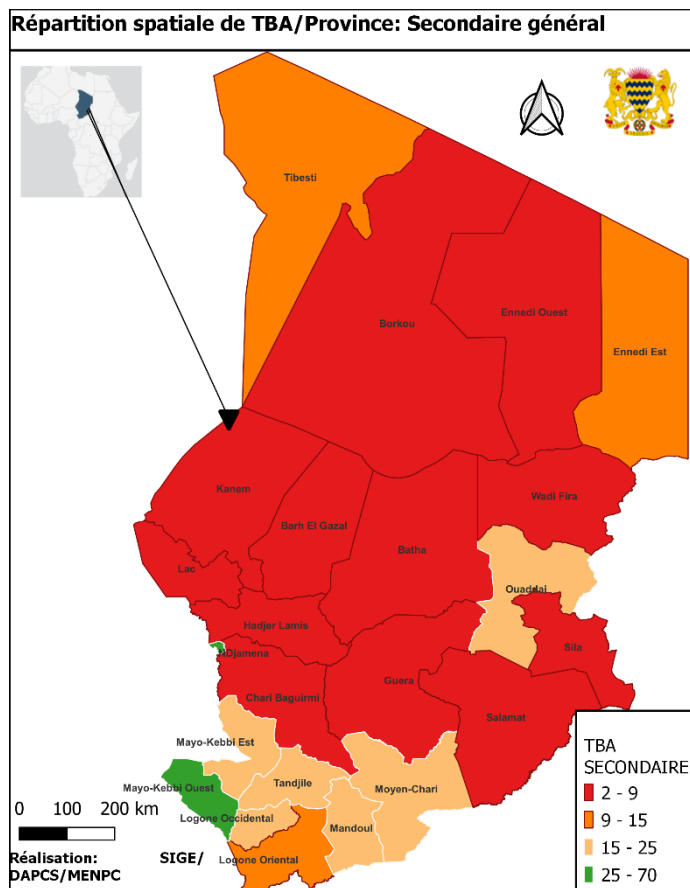 Répartition spatiale de TBA/Province: Secondaire général
Tibesti
Borkou
Ennedi Ouest
Ennedi Est
Kanem
Wadi Fira
Barh El Gazal
Batha
Lac
Ouaddai
Hadjer Lamis
Sila
NDjamena
Guera
Chari Baguirmi
Salamat
Mayo-Kebbi Est
Tandjile
Mayo-Kebbi Ouest
Moyen-Chari
Logone Occidental
Mandoul
Logone Oriental
TBA
SECONDAIRE
2 - 9
9 - 15
15 - 25
25 - 70
0 100 200 km
Réalisation: SIGE/
DAPCS/MENPC